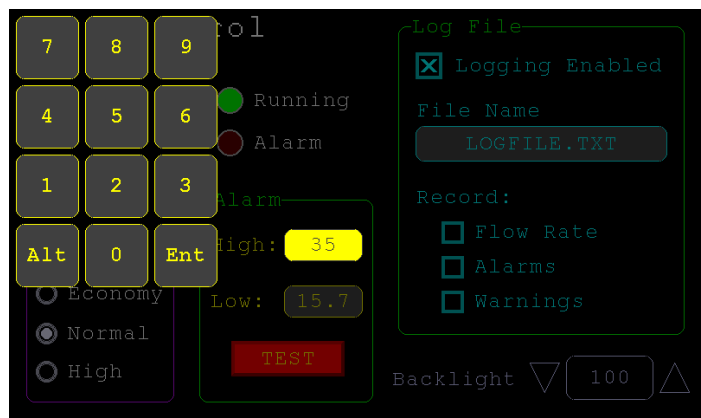 7 8 9
4 5 6
1 2 3
Alt 0 Ent
rol
Running
Alarm
Alarm
High: 35
Low: 15.7
TEST
Economy
Normal
High
Log File
Logging Enabled
File Name
LOGFILE.TXT
Record:
Flow Rate
Alarms
Warnings
Backlight 100